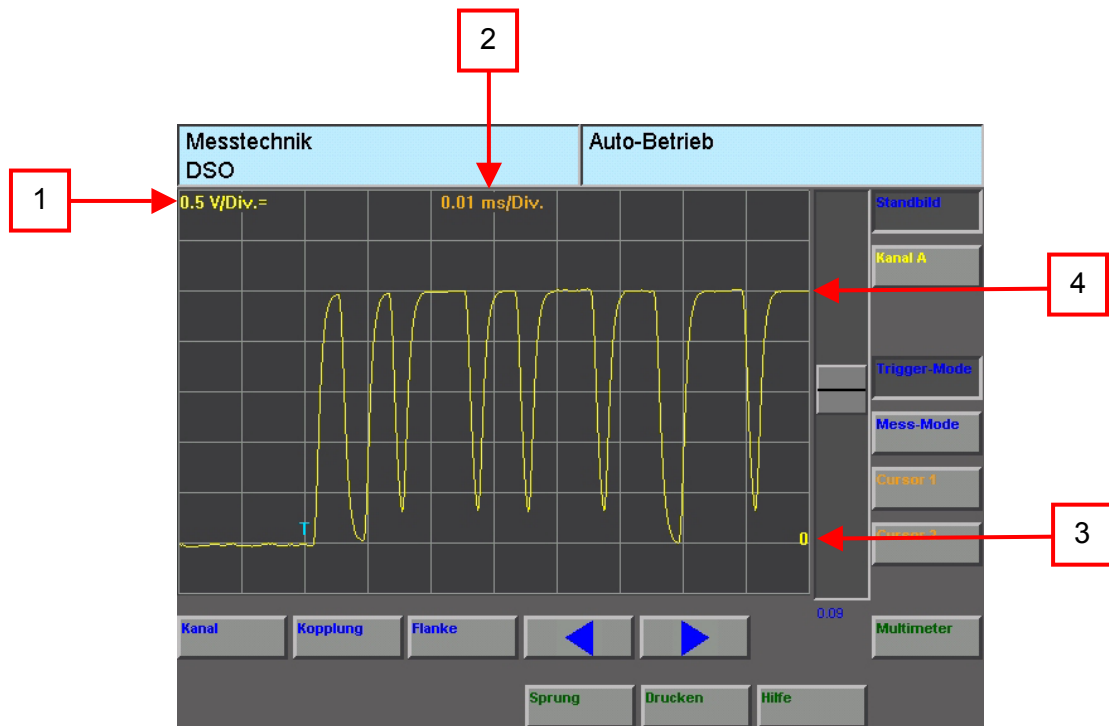 2
Messtechnik
DSO
Auto-Betrieb
1
0.5 V/Div.=
0.01 ms/Div.
Standbild
Kanal A
4
Trigger-Mode
Mess-Mode
Cursor 1
T
0
Cursor 2
3
0.09
Kanal
Kopplung
Flanke
Multimeter
Sprung
Drucken
Hilfe